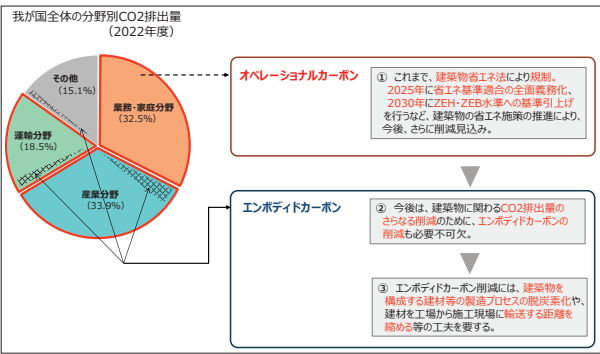 我が国全体の分野別CO2排出量
（2022年度）
その他
（15.1%）
業務・家庭分野
（32.5%）
運輸分野
（18.5%）
産業分野
（33.9%）
オペレーショナルカーボン
① これまで、建築物省エネ法により規制。
2025年に省エネ基準適合の全面義務化、
2030年にZEH・ZEB水準への基準引上げ
を行うなど、建築物の省エネ施策の推進により、
今後、さらに削減見込み。
エンボディドカーボン
② 今後は、建築物に関わるCO2排出量の
さらなる削減のために、エンボディドカーボンの
削減も必要不可欠。
③ エンボディドカーボン削減には、建築物を
構成する建材等の製造プロセスの脱炭素化や、
建材を工場から施工現場に輸送する距離を
縮める等の工夫を要する。